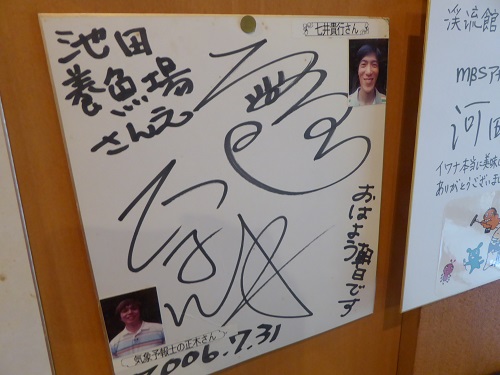 池田
養魚場
さんえ
七井貴行さん
おはよう朝日です
気象予報士の正木さん
2006.7.31
渓流館
MBSア
河
イワナ本当に美味
ありがとうございま